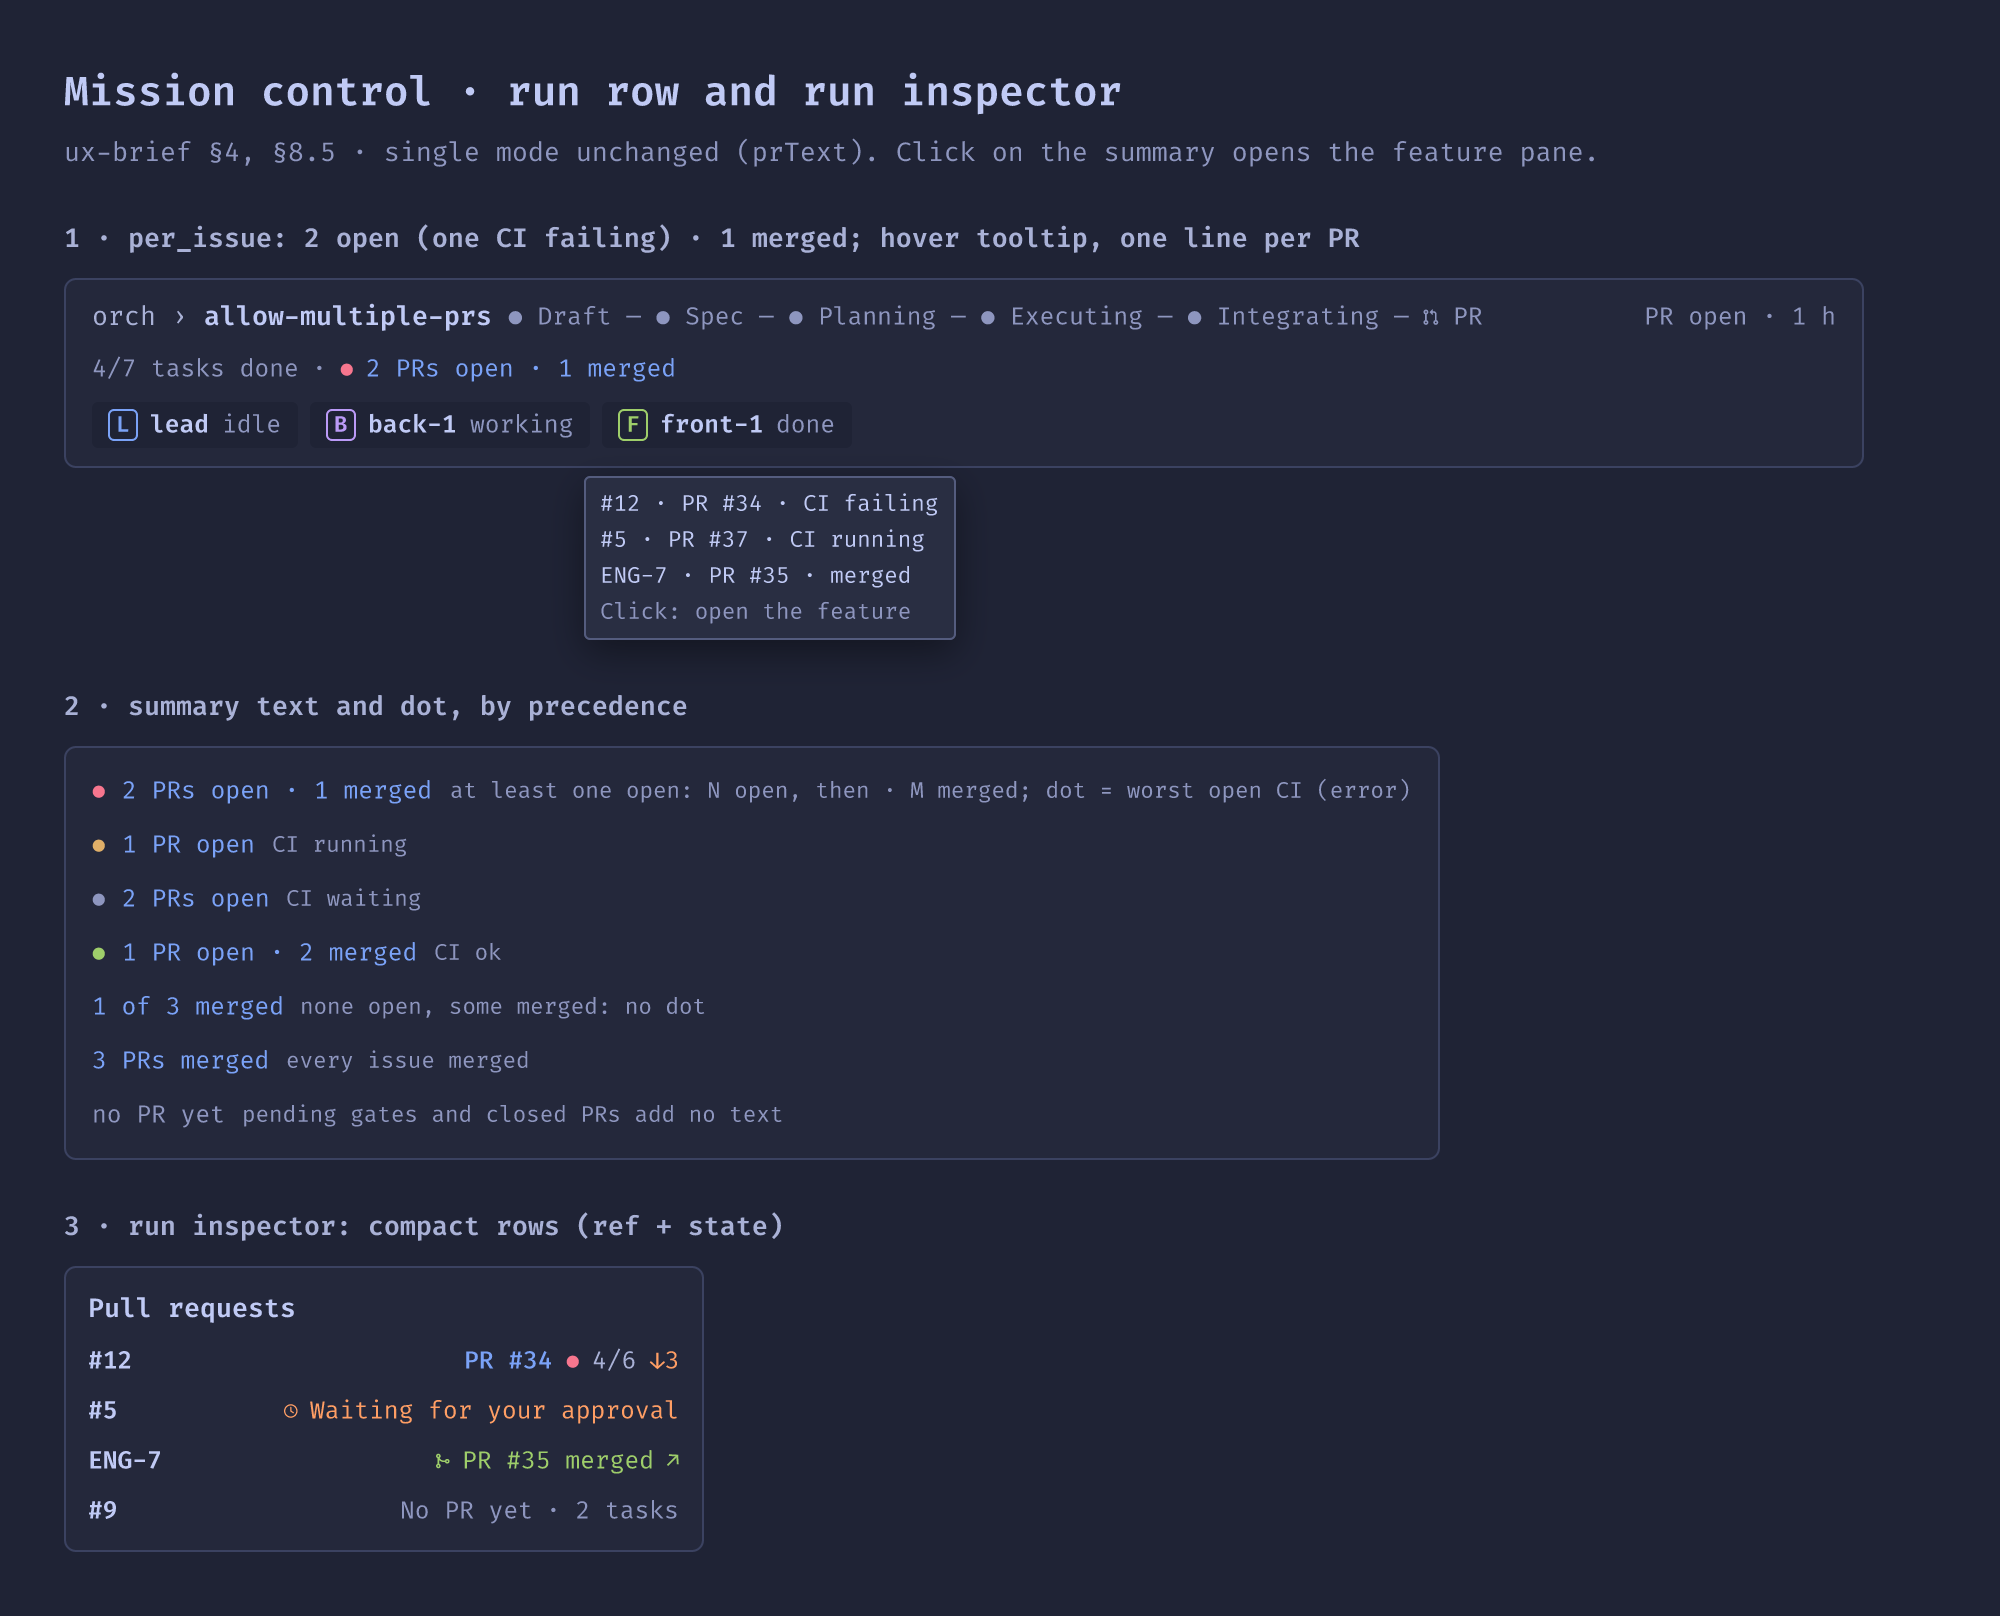 Mission control · run row and run inspector
ux-brief §4, §8.5 · single mode unchanged (prText). Click on the summary opens the feature pane.
1 · per_issue: 2 open (one CI failing) · 1 merged; hover tooltip, one line per PR
orch › allow-multiple-prs ● Draft — ● Spec — ● Planning — ● Executing — ● Integrating — PR PR open · 1 h
4/7 tasks done · ● 2 PRs open · 1 merged
L lead idle B back-1 working F front-1 done
#12 · PR #34 · CI failing
#5 · PR #37 · CI running
ENG-7 · PR #35 · merged
Click: open the feature
2 · summary text and dot, by precedence
● 2 PRs open · 1 merged at least one open: N open, then · M merged; dot = worst open CI (error)
● 1 PR open CI running
● 2 PRs open CI waiting
● 1 PR open · 2 merged CI ok
1 of 3 merged none open, some merged: no dot
3 PRs merged every issue merged
no PR yet pending gates and closed PRs add no text
3 · run inspector: compact rows (ref + state)
Pull requests
#12 PR #34 ● 4/6 ↓3
#5 Waiting for your approval
ENG-7 PR #35 merged ↗
#9 No PR yet · 2 tasks